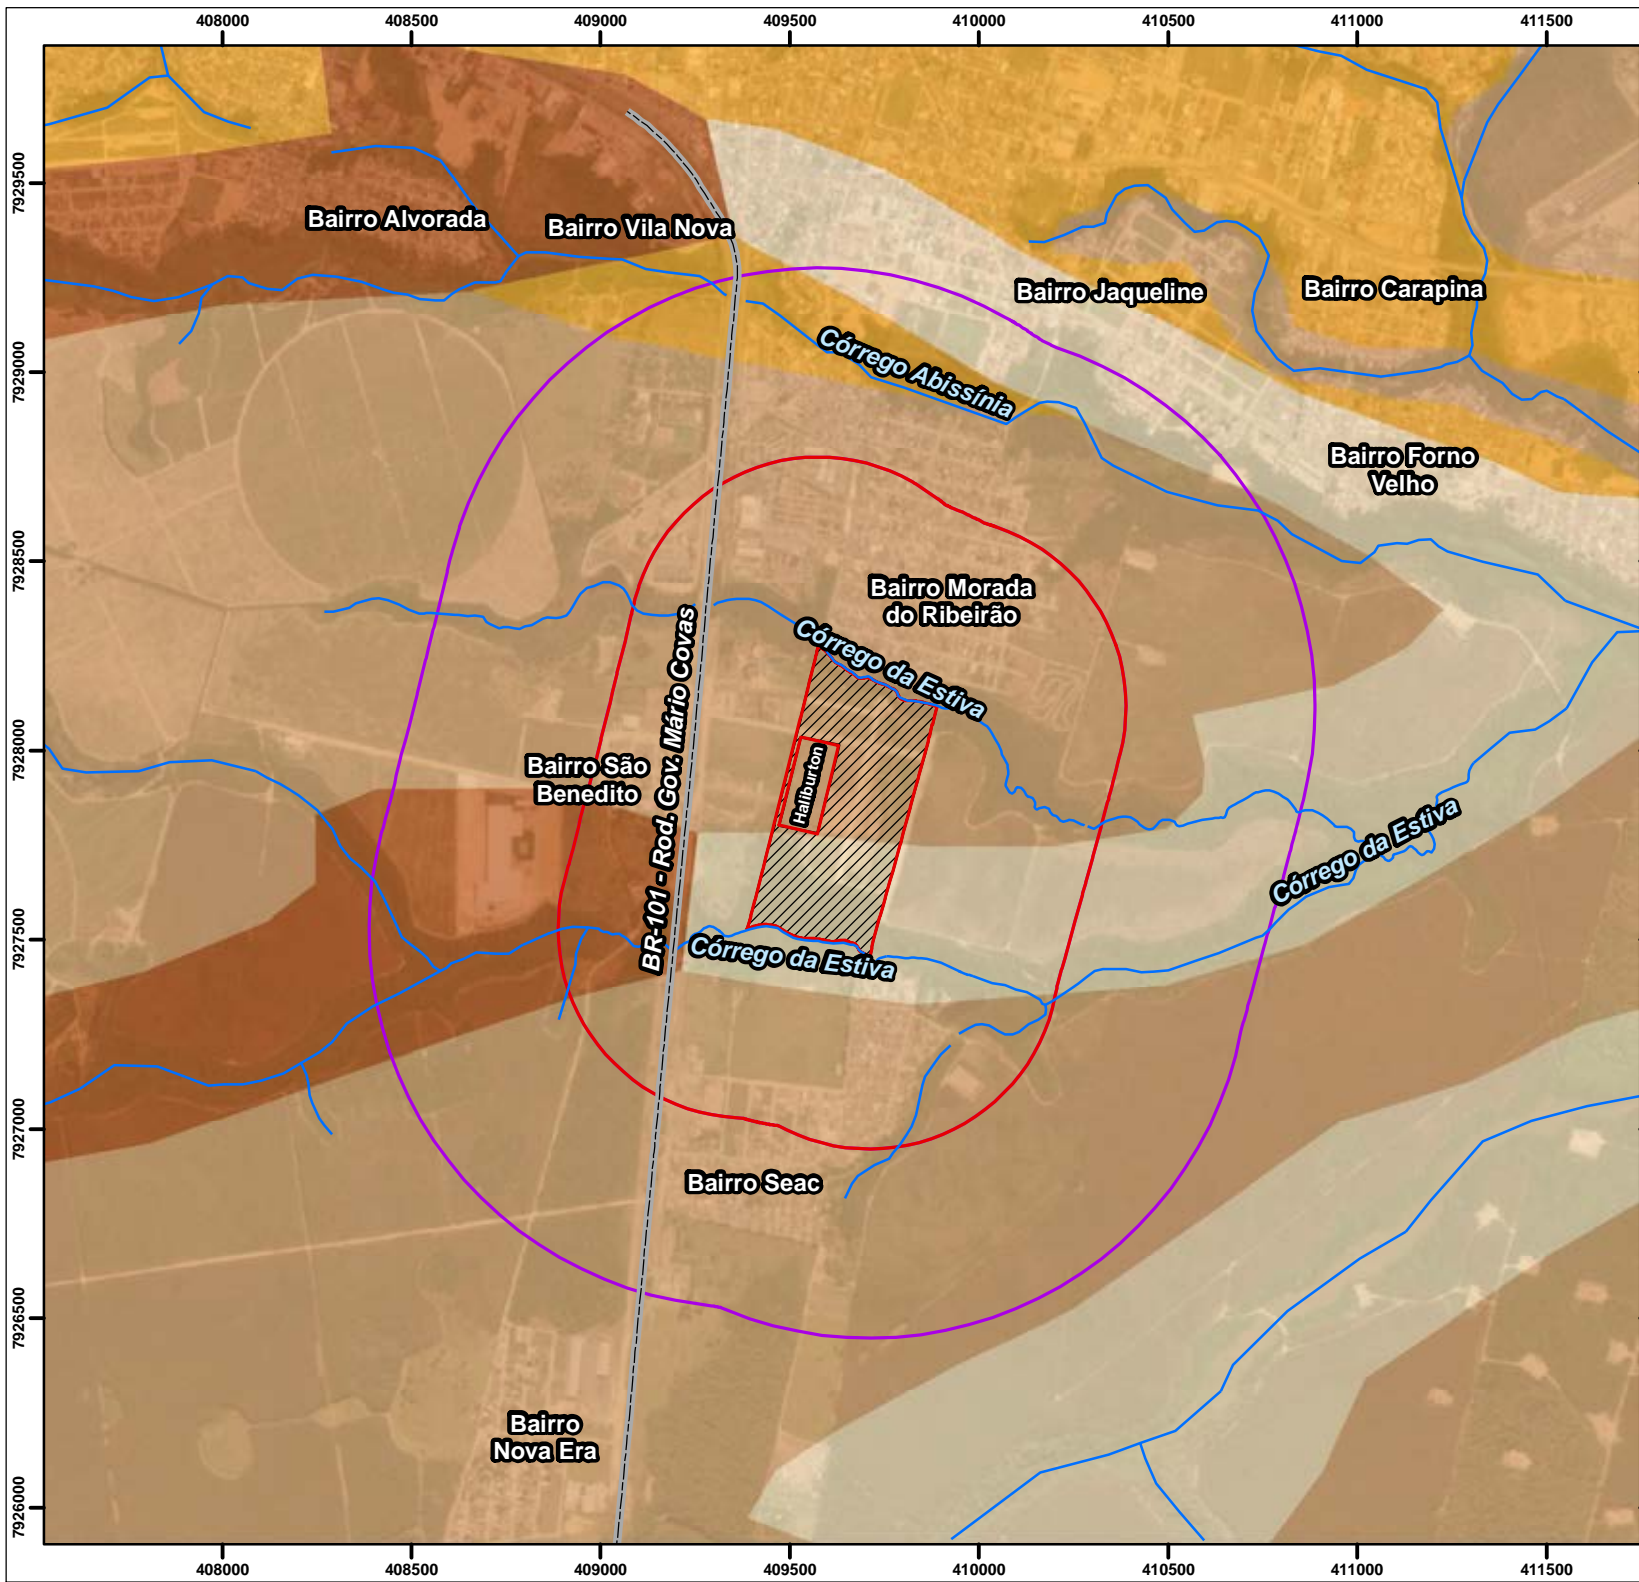 408000 408500 409000 409500 410000 410500 411000 411500
7929500
7929000
7928500
7928000
7927500
7927000
7926500
7926000
Bairro Alvorada
Bairro Vila Nova
Bairro Jaqueline
Bairro Carapina
Córrego Abissínia
Bairro Forno
Velho
Bairro Morada
do Ribeirão
Córrego da Estiva
BR-101 - Rod. Gov. Mário Covas
Bairro São
Benedito
Haliburton
Córrego da Estiva
Córrego da Estiva
Bairro Seac
Bairro
Nova Era
408000 408500 409000 409500 410000 410500 411000 411500